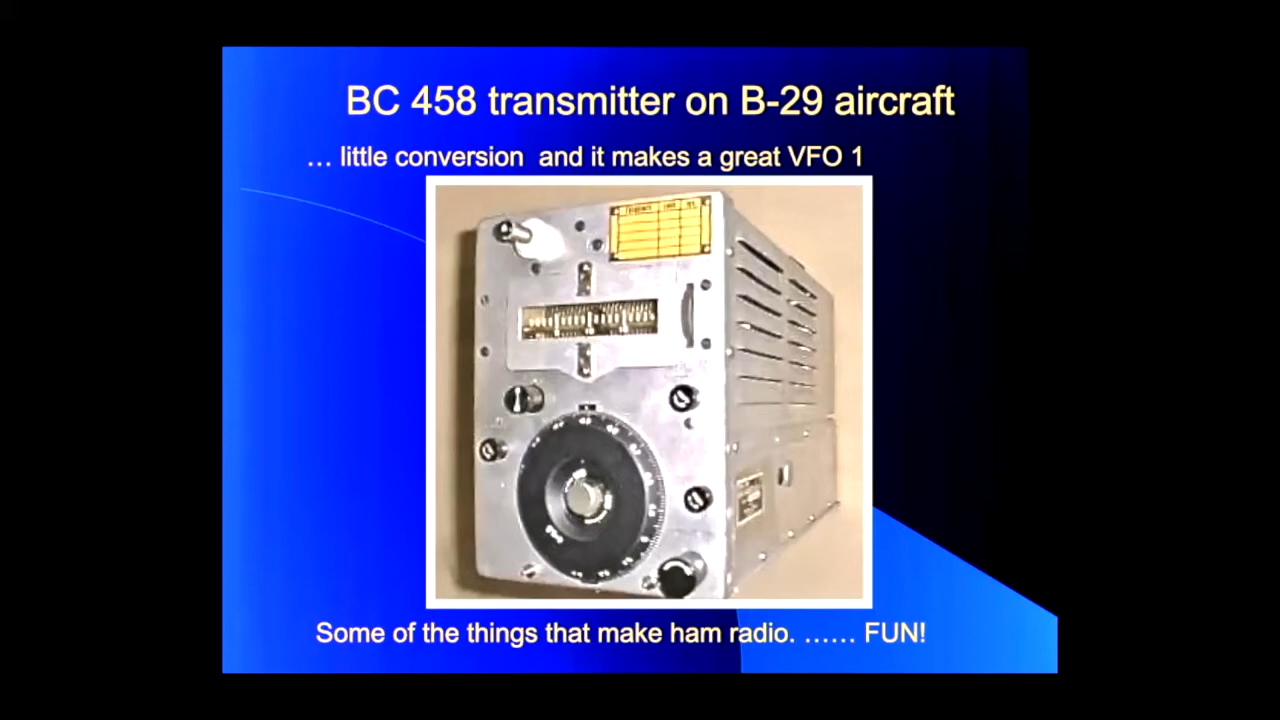 BC 458 transmitter on B-29 aircraft
… little conversion  and it makes a great VFO 1
Some of the things that make ham radio. …… FUN!